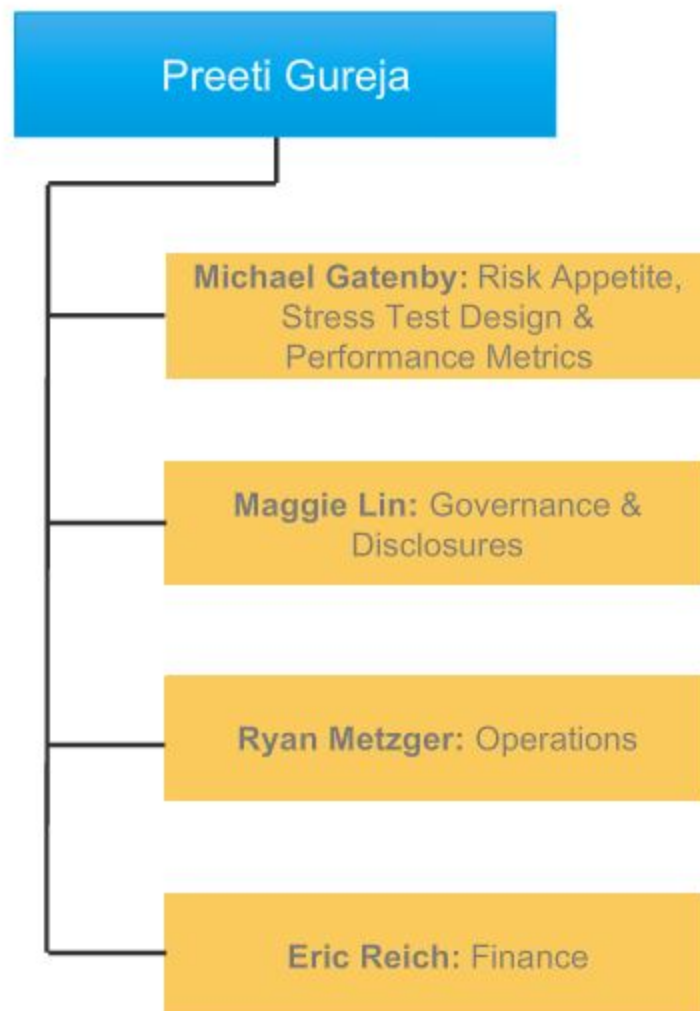 Preeti Gureja
Michael Gatenby: Risk Appetite,
Stress Test Design &
Performance Metrics
Maggie Lin: Governance &
Disclosures
Ryan Metzger: Operations
Eric Reich: Finance